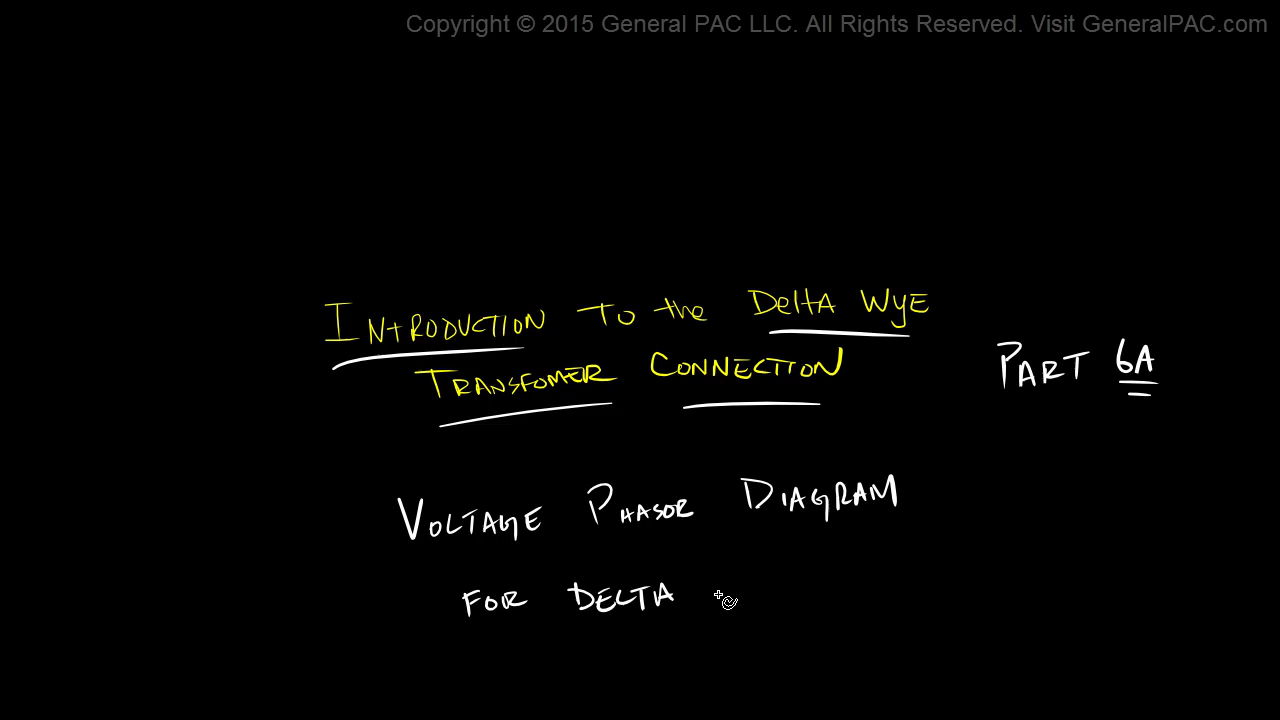 Copyright © 2015 General PAC LLC. All Rights Reserved. Visit GeneralPAC.com
INTRODUCTION To the DeltA WyE
TRANSFOMER CONNECTION
PART 6A
VOLTAGE PHASOR DIAGRAM
FOR DELTA